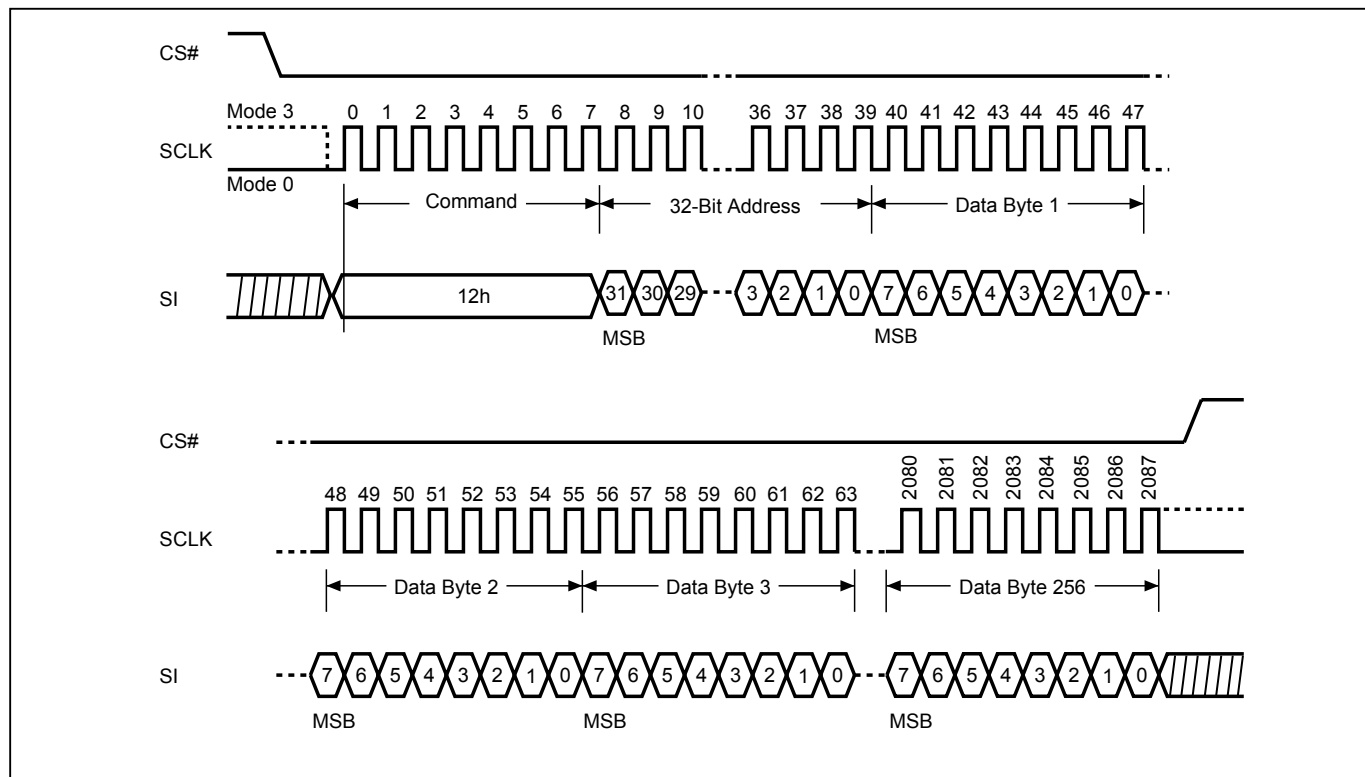 CS#
Mode 3
0 1 2 3 4 5 6 7 8 9 10 36 37 38 39 40 41 42 43 44 45 46 47
SCLK
Mode 0
Command 32-Bit Address Data Byte 1
SI 12h 31 30 29 3 2 1 0 7 6 5 4 3 2 1 0
MSB MSB
CS#
48 49 50 51 52 53 54 55 56 57 58 59 60 61 62 63 2080 2081 2082 2083 2084 2085 2086 2087
SCLK
Data Byte 2 Data Byte 3 Data Byte 256
SI 7 6 5 4 3 2 1 0 7 6 5 4 3 2 1 0 7 6 5 4 3 2 1 0
MSB MSB MSB